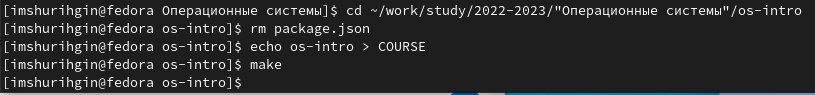 [imshurihgin@fedora Операционные системы]$ cd ~/work/study/2022-2023/"Операционные системы"/os-intro
[imshurihgin@fedora os-intro]$ rm package.json
[imshurihgin@fedora os-intro]$ echo os-intro > COURSE
[imshurihgin@fedora os-intro]$ make
[imshurihgin@fedora os-intro]$